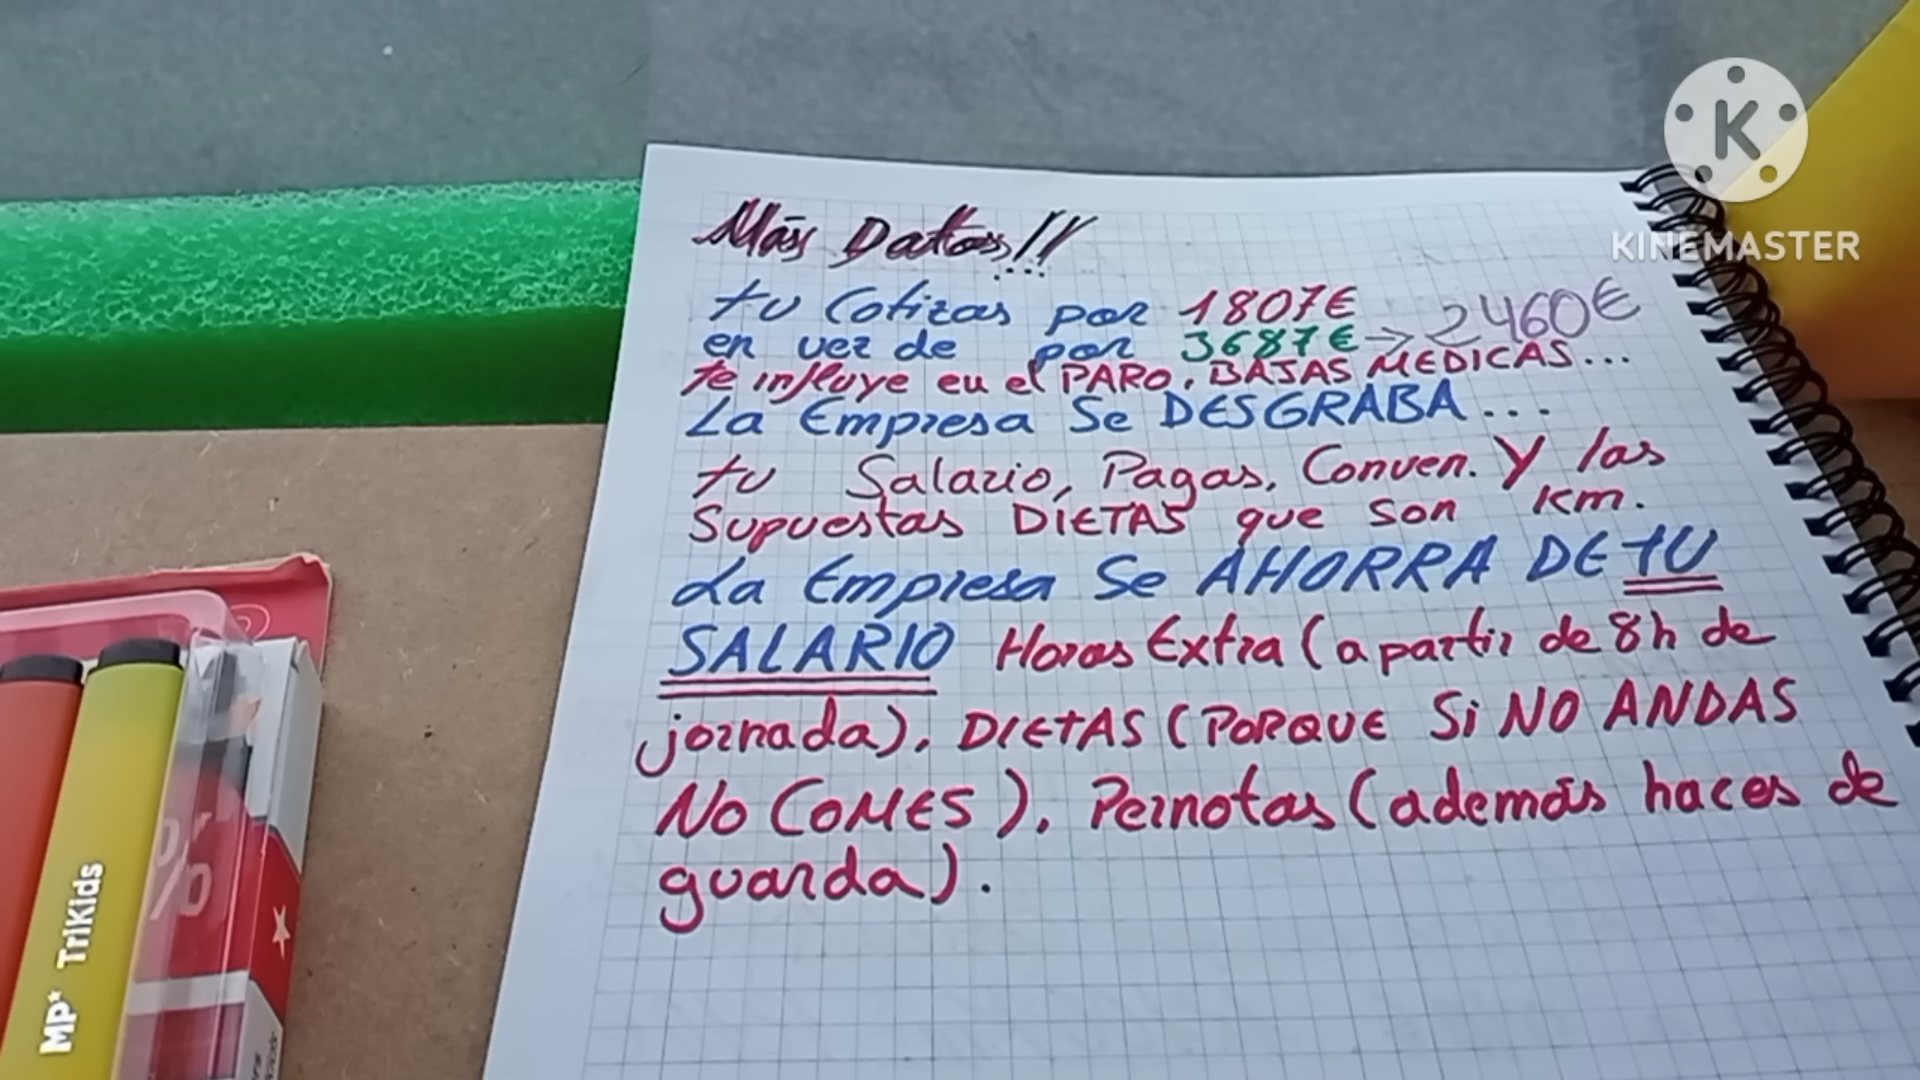 Más Datos!!...
tu Cotizas por 1807€
en vez de por 3687€ → 2460€
te influye en el PARO, BAJAS MEDICAS...
La Empresa Se DESGRABA...
tu Salario, Pagas, Conven. Y las
Supuestas DIETAS que son Km.
La Empresa Se AHORRA DE TU
SALARIO Horas Extra (a partir de 8h de
jornada), DIETAS (PORQUE Si NO ANDAS
NO COMES), Pernotas (además haces de
guarda).
KINEMASTER
MP* TriKids